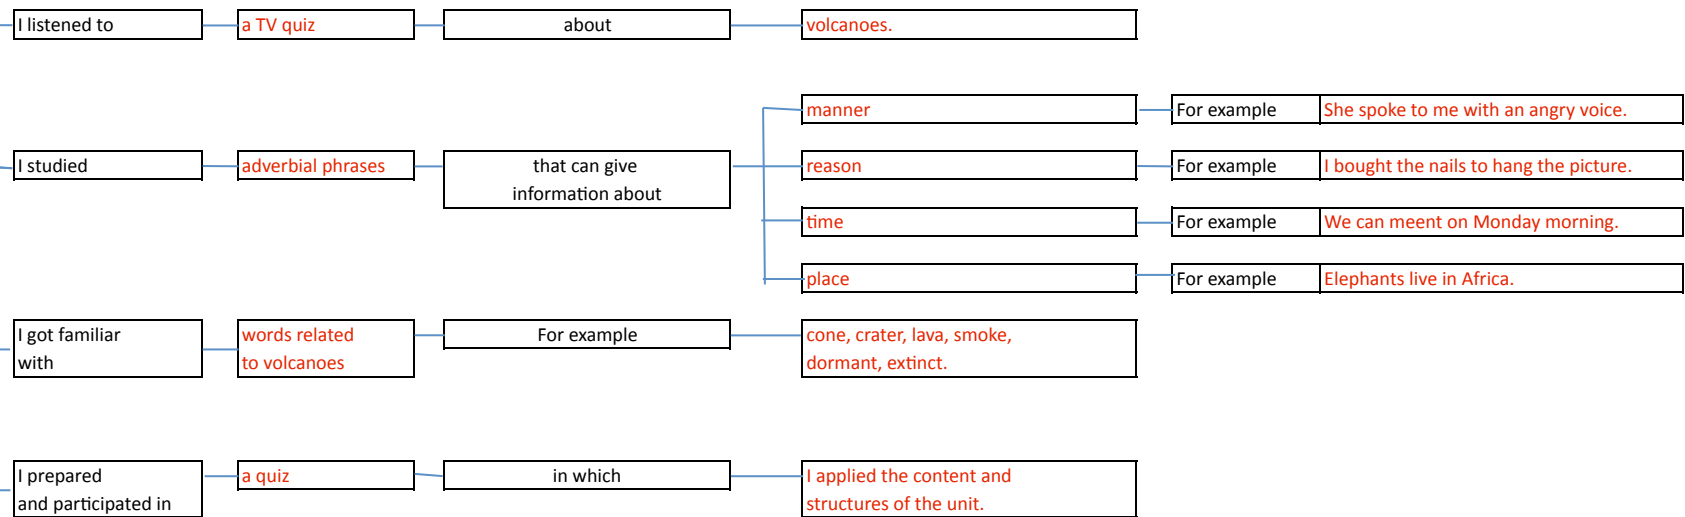 I listened to a TV quiz about volcanoes.
manner For example She spoke to me with an angry voice.
I studied adverbial phrases that can give reason For example I bought the nails to hang the picture.
information about
time For example We can meent on Monday morning.
place For example Elephants live in Africa.
I got familiar words related For example cone, crater, lava, smoke,
with to volcanoes dormant, extinct.
I prepared a quiz in which I applied the content and
and participated in structures of the unit.